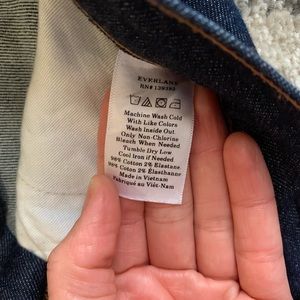 EVERLANE
RN# 139393
Machine Wash Cold
With Like Colors
Wash Inside Out
Only Non-Chlorine
Bleach When Needed
Tumble Dry Low
Cool Iron if Needed
98% Cotton 2% Elastane
98% Cotton 2% Élasthanne
Made in Vietnam
Fabriqué au Viêt-Nam